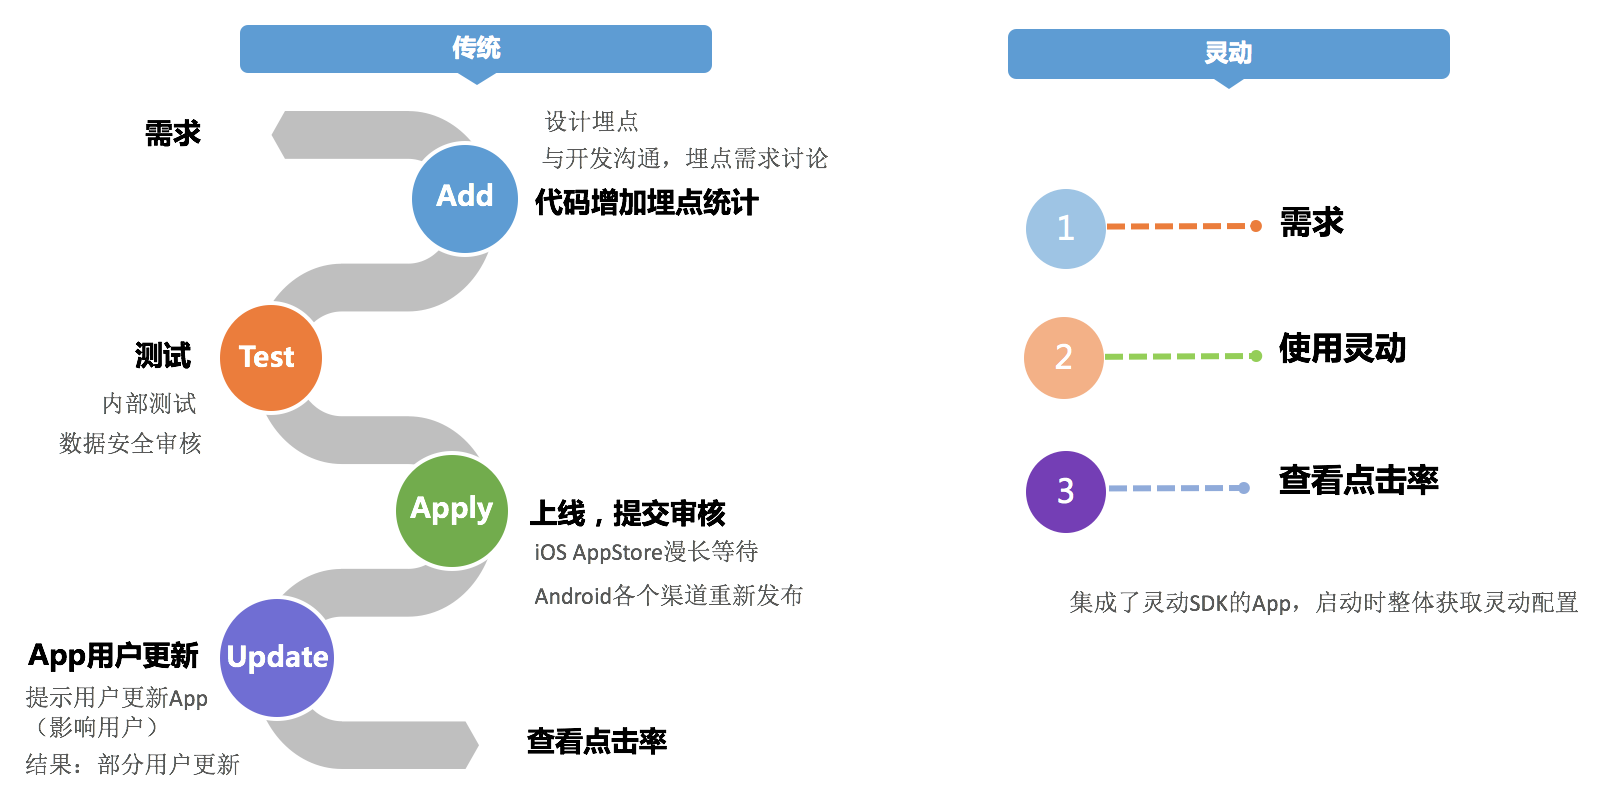 传统
需求
设计埋点
与开发沟通，埋点需求讨论
Add
代码增加埋点统计
测试
Test
内部测试
数据安全审核
Apply
上线，提交审核
iOS AppStore漫长等待
Android各个渠道重新发布
App用户更新
Update
提示用户更新App
（影响用户）
结果：部分用户更新
查看点击率
灵动
1
需求
2
使用灵动
3
查看点击率
集成了灵动SDK的App，启动时整体获取灵动配置